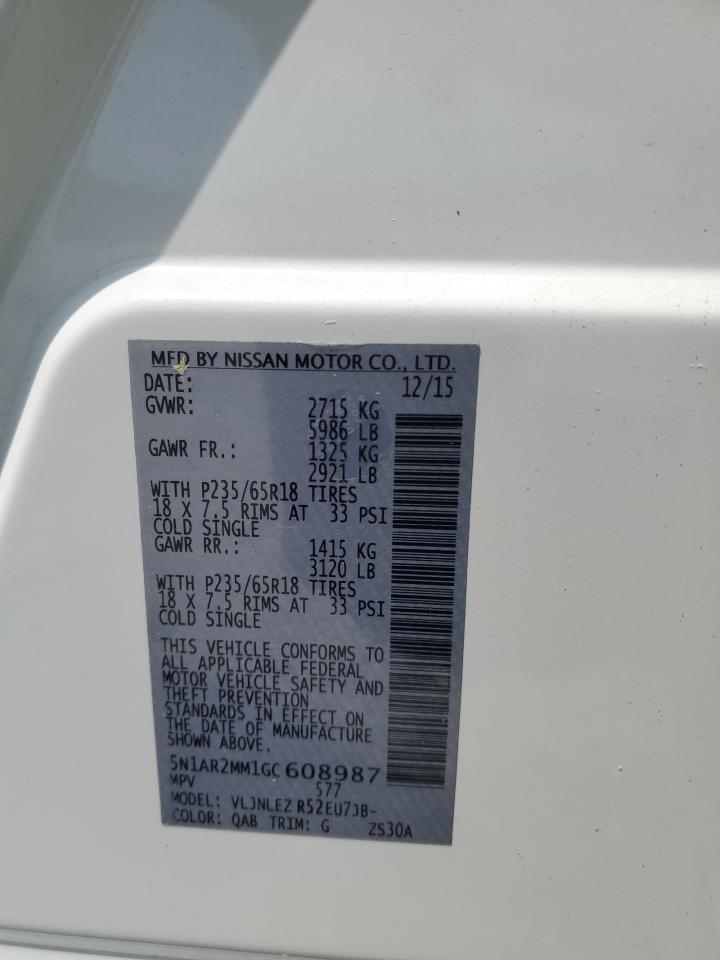 MFD BY NISSAN MOTOR CO., LTD.
DATE: 12/15
GVWR: 2715 KG
5986 LB
GAWR FR.: 1325 KG
2921 LB
WITH P235/65R18 TIRES
18 X 7.5 RIMS AT 33 PSI
COLD SINGLE
GAWR RR.: 1415 KG
3120 LB
WITH P235/65R18 TIRES
18 X 7.5 RIMS AT 33 PSI
COLD SINGLE
THIS VEHICLE CONFORMS TO
ALL APPLICABLE FEDERAL
MOTOR VEHICLE SAFETY AND
THEFT PREVENTION
STANDARDS IN EFFECT ON
THE DATE OF MANUFACTURE
SHOWN ABOVE.
5N1AR2MM1GC608987
MPV 577
MODEL: VLJNLEZ R52EU7JB-
COLOR: QAB TRIM: G ZS30A